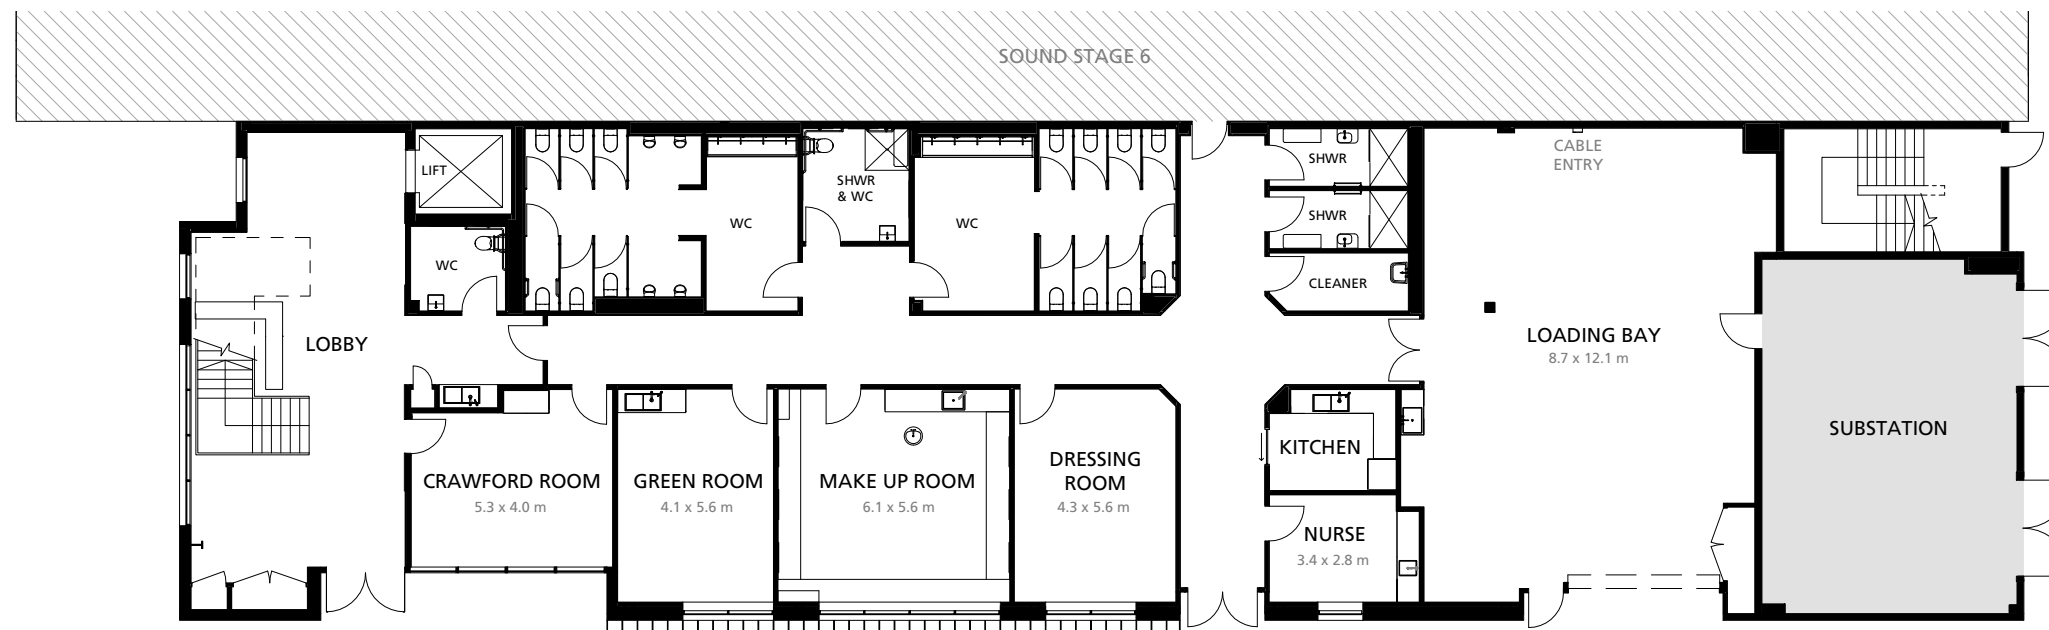 SOUND STAGE 6
LIFT
SHWR
& WC
SHWR
CABLE
ENTRY
WC
WC
SHWR
WC
CLEANER
LOBBY
LOADING BAY
8.7 x 12.1 m
SUBSTATION
CRAWFORD ROOM
5.3 x 4.0 m
GREEN ROOM
4.1 x 5.6 m
MAKE UP ROOM
6.1 x 5.6 m
DRESSING
ROOM
4.3 x 5.6 m
KITCHEN
NURSE
3.4 x 2.8 m